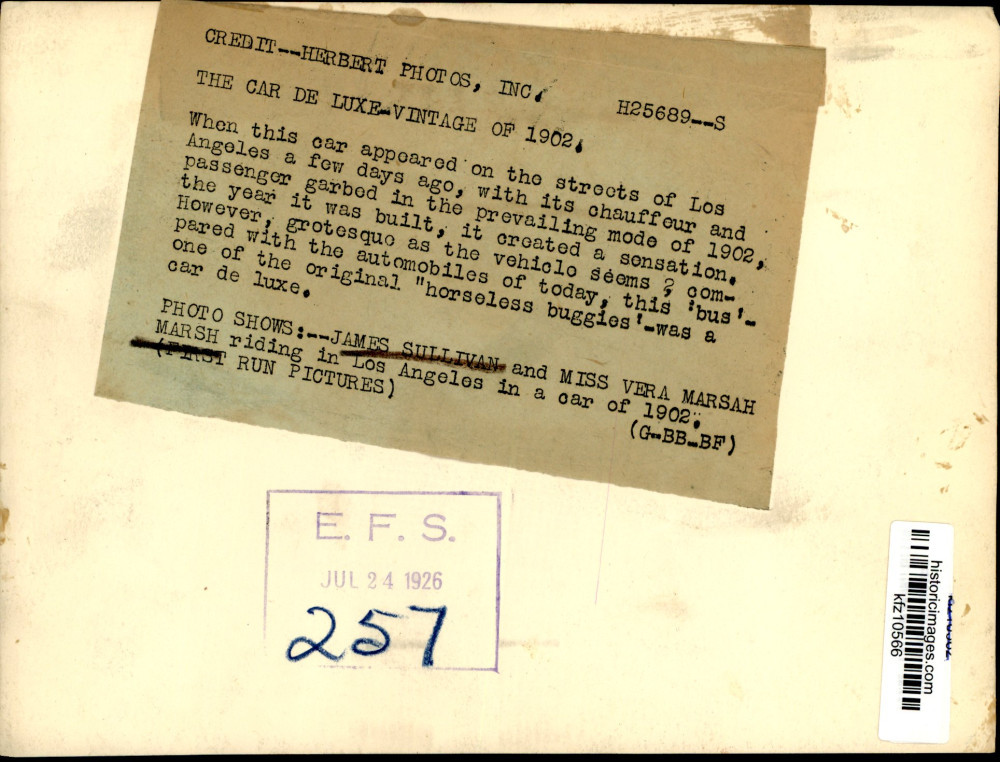 CREDIT--HERBERT PHOTOS, INC.
H25689--S
THE CAR DE LUXE-VINTAGE OF 1902.
When this car appeared on the streets of Los
Angeles a few days ago, with its chauffeur and
passenger garbed in the prevailing mode of 1902,
the year it was built, it created a sensation.
However, grotesque as the vehicle seems , com-
pared with the automobiles of today, this 'bus'-
one of the original "horseless buggies'-was a
car de luxe.
PHOTO SHOWS:--JAMES SULLIVAN and MISS VERA MARSAH
MARSH riding in Los Angeles in a car of 1902.
(FIRST RUN PICTURES)
(G-BB-BF)
E. F. S.
JUL 24 1926
257
historicimages.com
kfz10566